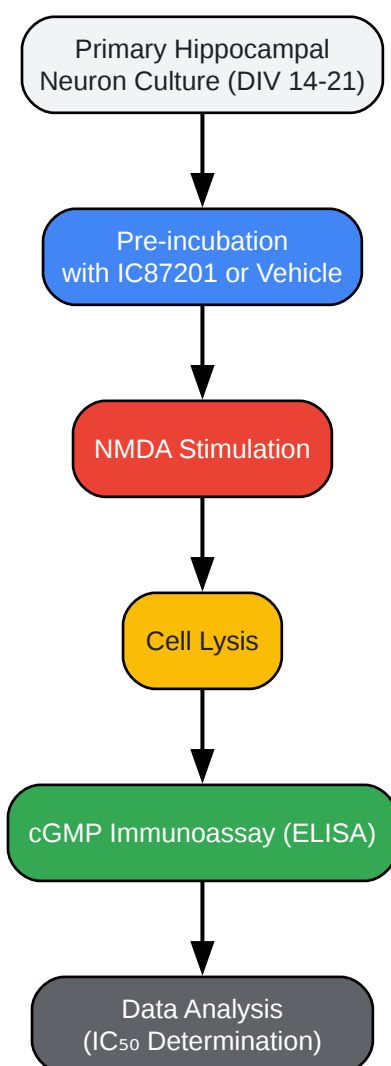 Primary Hippocampal
Neuron Culture (DIV 14-21)
Pre-incubation
with IC87201 or Vehicle
NMDA Stimulation
Cell Lysis
cGMP Immunoassay (ELISA)
Data Analysis
(IC₅₀ Determination)